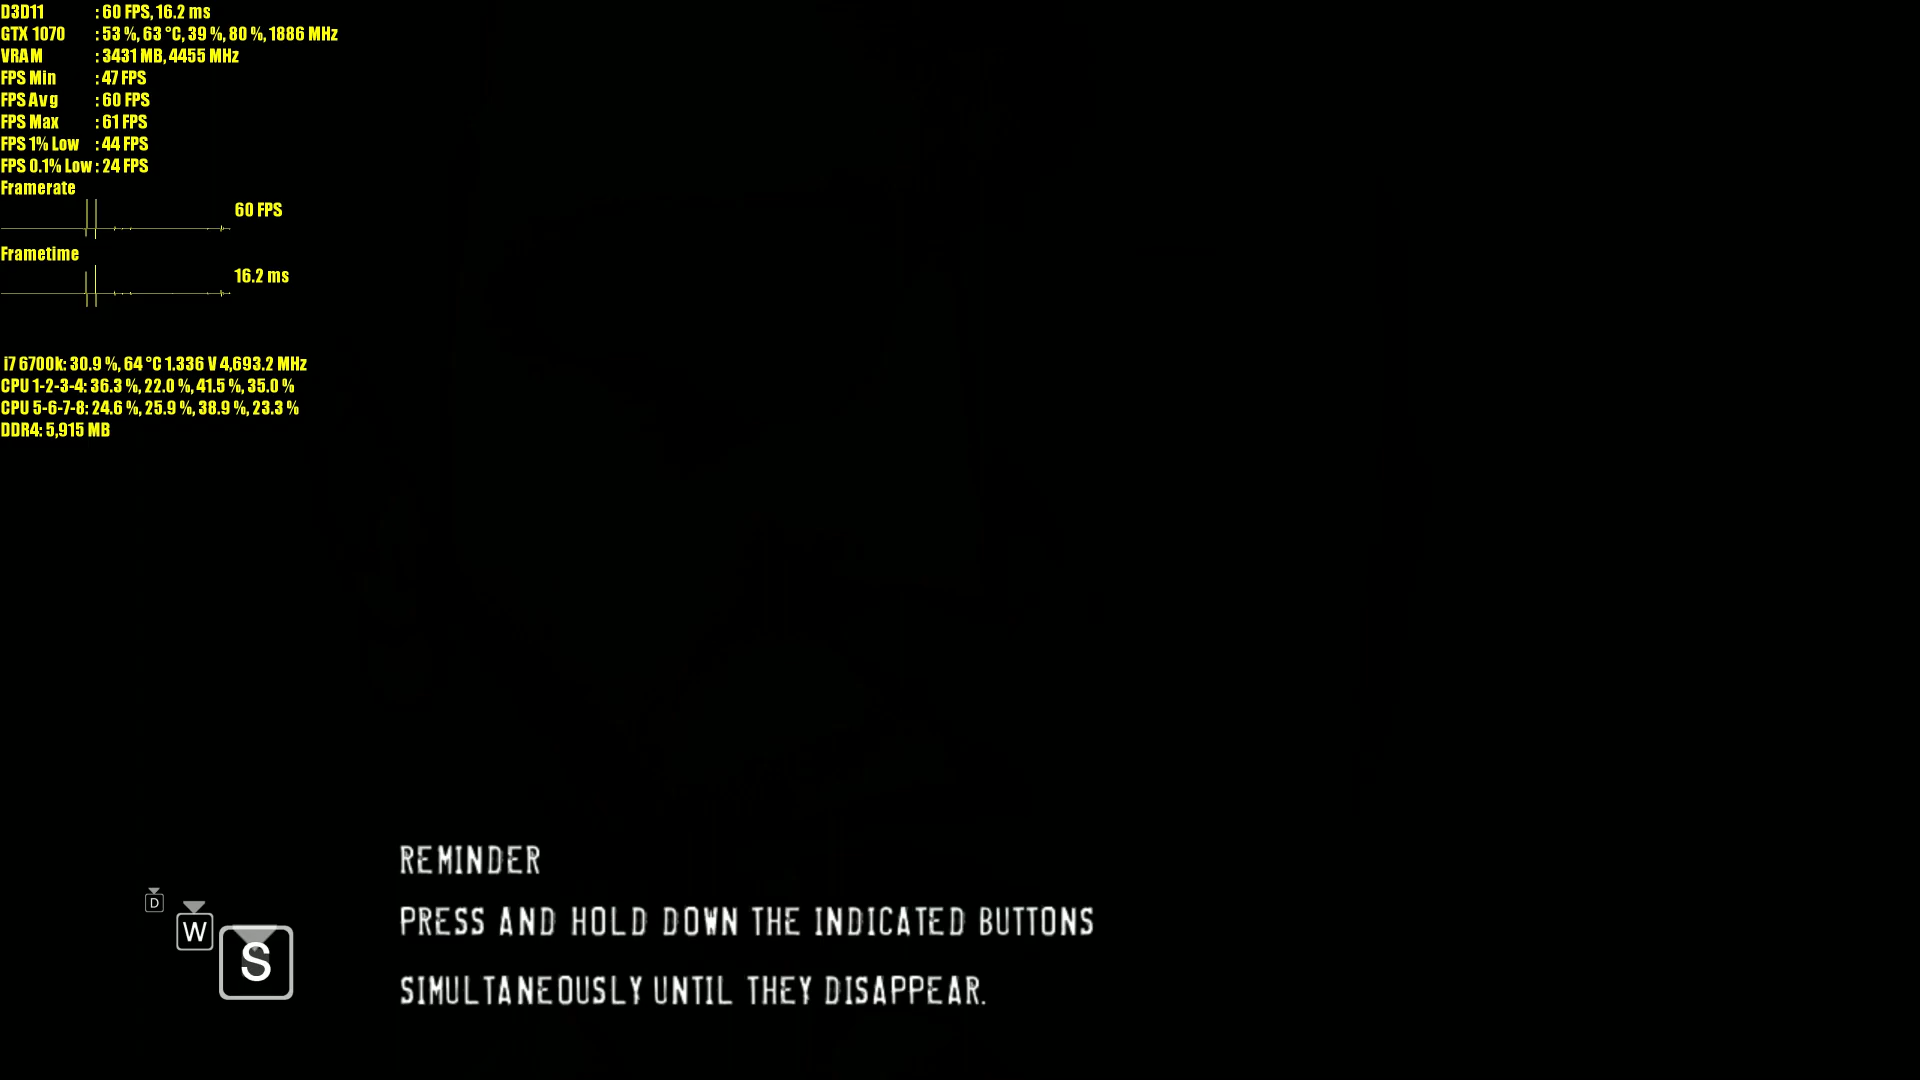 D3D11 : 60 FPS, 16.2 ms
GTX 1070 : 53 %, 63 °C, 39 %, 80 %, 1886 MHz
VRAM : 3431 MB, 4455 MHz
FPS Min : 47 FPS
FPS Avg : 60 FPS
FPS Max : 61 FPS
FPS 1% Low : 44 FPS
FPS 0.1% Low : 24 FPS
Framerate
60 FPS
Frametime
16.2 ms
i7 6700k: 30.9 %, 64 °C 1.336 V 4,693.2 MHz
CPU 1-2-3-4: 36.3 %, 22.0 %, 41.5 %, 35.0 %
CPU 5-6-7-8: 24.6 %, 25.9 %, 38.9 %, 23.3 %
DDR4: 5,915 MB
REMINDER
PRESS AND HOLD DOWN THE INDICATED BUTTONS
SIMULTANEOUSLY UNTIL THEY DISAPPEAR.
D
W
S